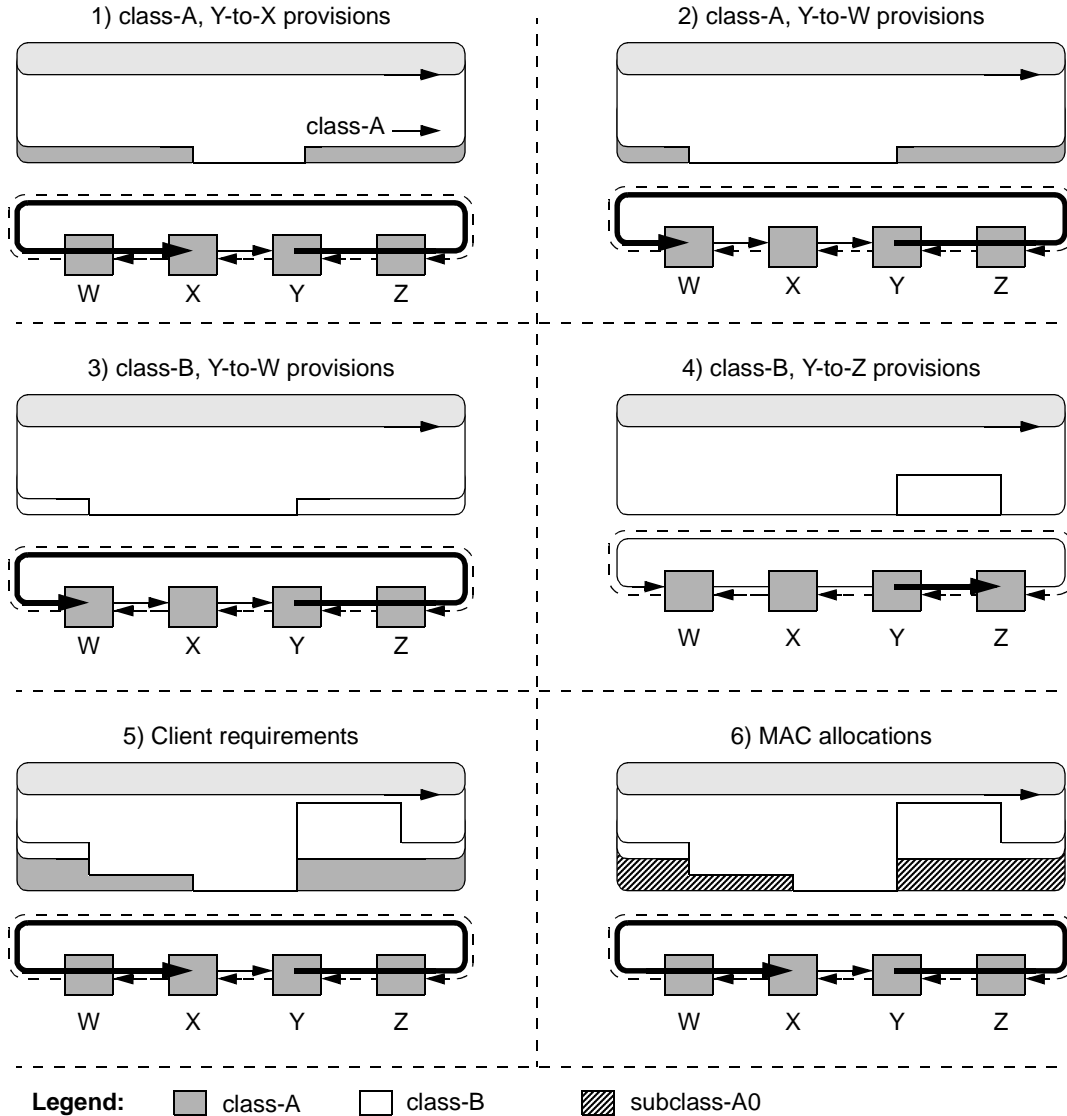 1) class-A, Y-to-X provisions
2) class-A, Y-to-W provisions
class-A
W X Y Z
W X Y Z
3) class-B, Y-to-W provisions
4) class-B, Y-to-Z provisions
W X Y Z
W X Y Z
5) Client requirements
6) MAC allocations
W X Y Z
W X Y Z
Legend: class-A class-B subclass-A0